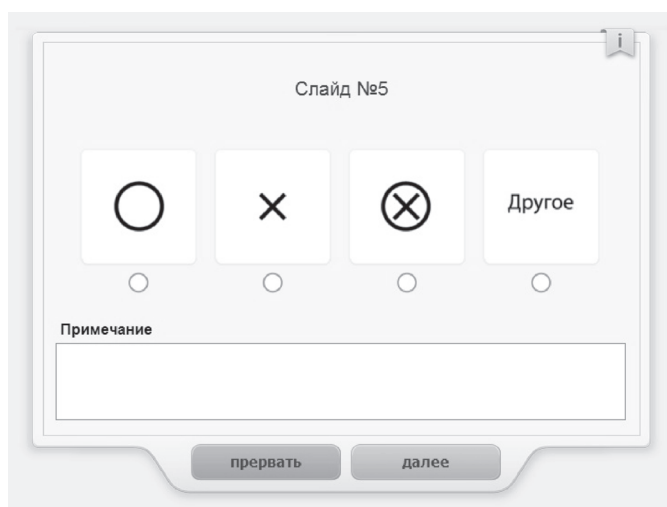 i
Слайд №5
Другое
Примечание
прервать
далее